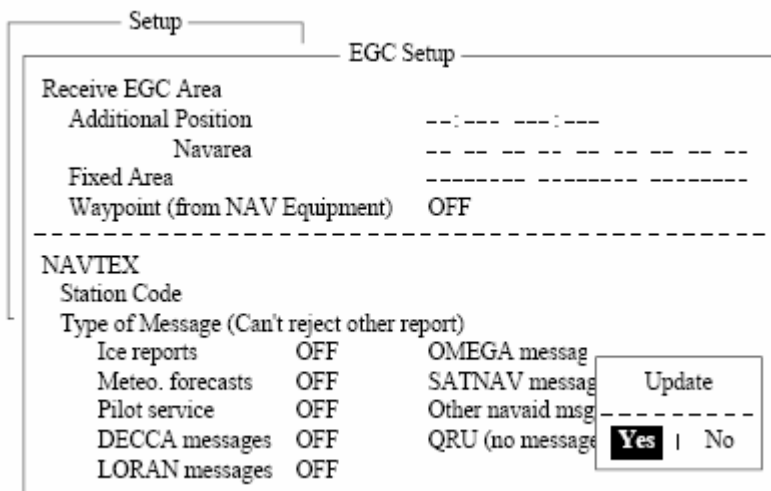 Setup
EGC Setup
Receive EGC Area
Additional Position --:--- ---:---
Navarea -- -- -- -- -- -- -- -- --
Fixed Area -------- -------- --------
Waypoint (from NAV Equipment) OFF
NAVTEX
Station Code
Type of Message (Can't reject other report)
Ice reports OFF OMEGA messag
Meteo. forecasts OFF SATNAV messag
Pilot service OFF Other navaid msg
DECCA messages OFF QRU (no message
LORAN messages OFF
Update
Yes | No